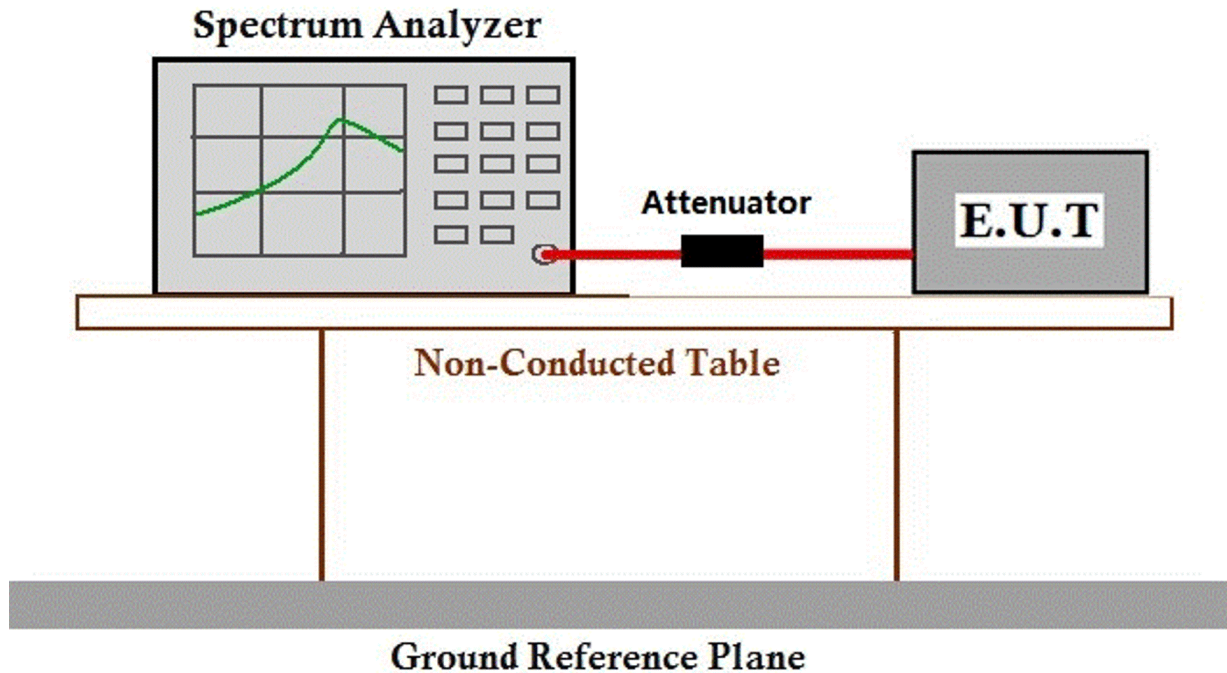 Spectrum Analyzer
Attenuator
E.U.T
Non-Conducted Table
Ground Reference Plane